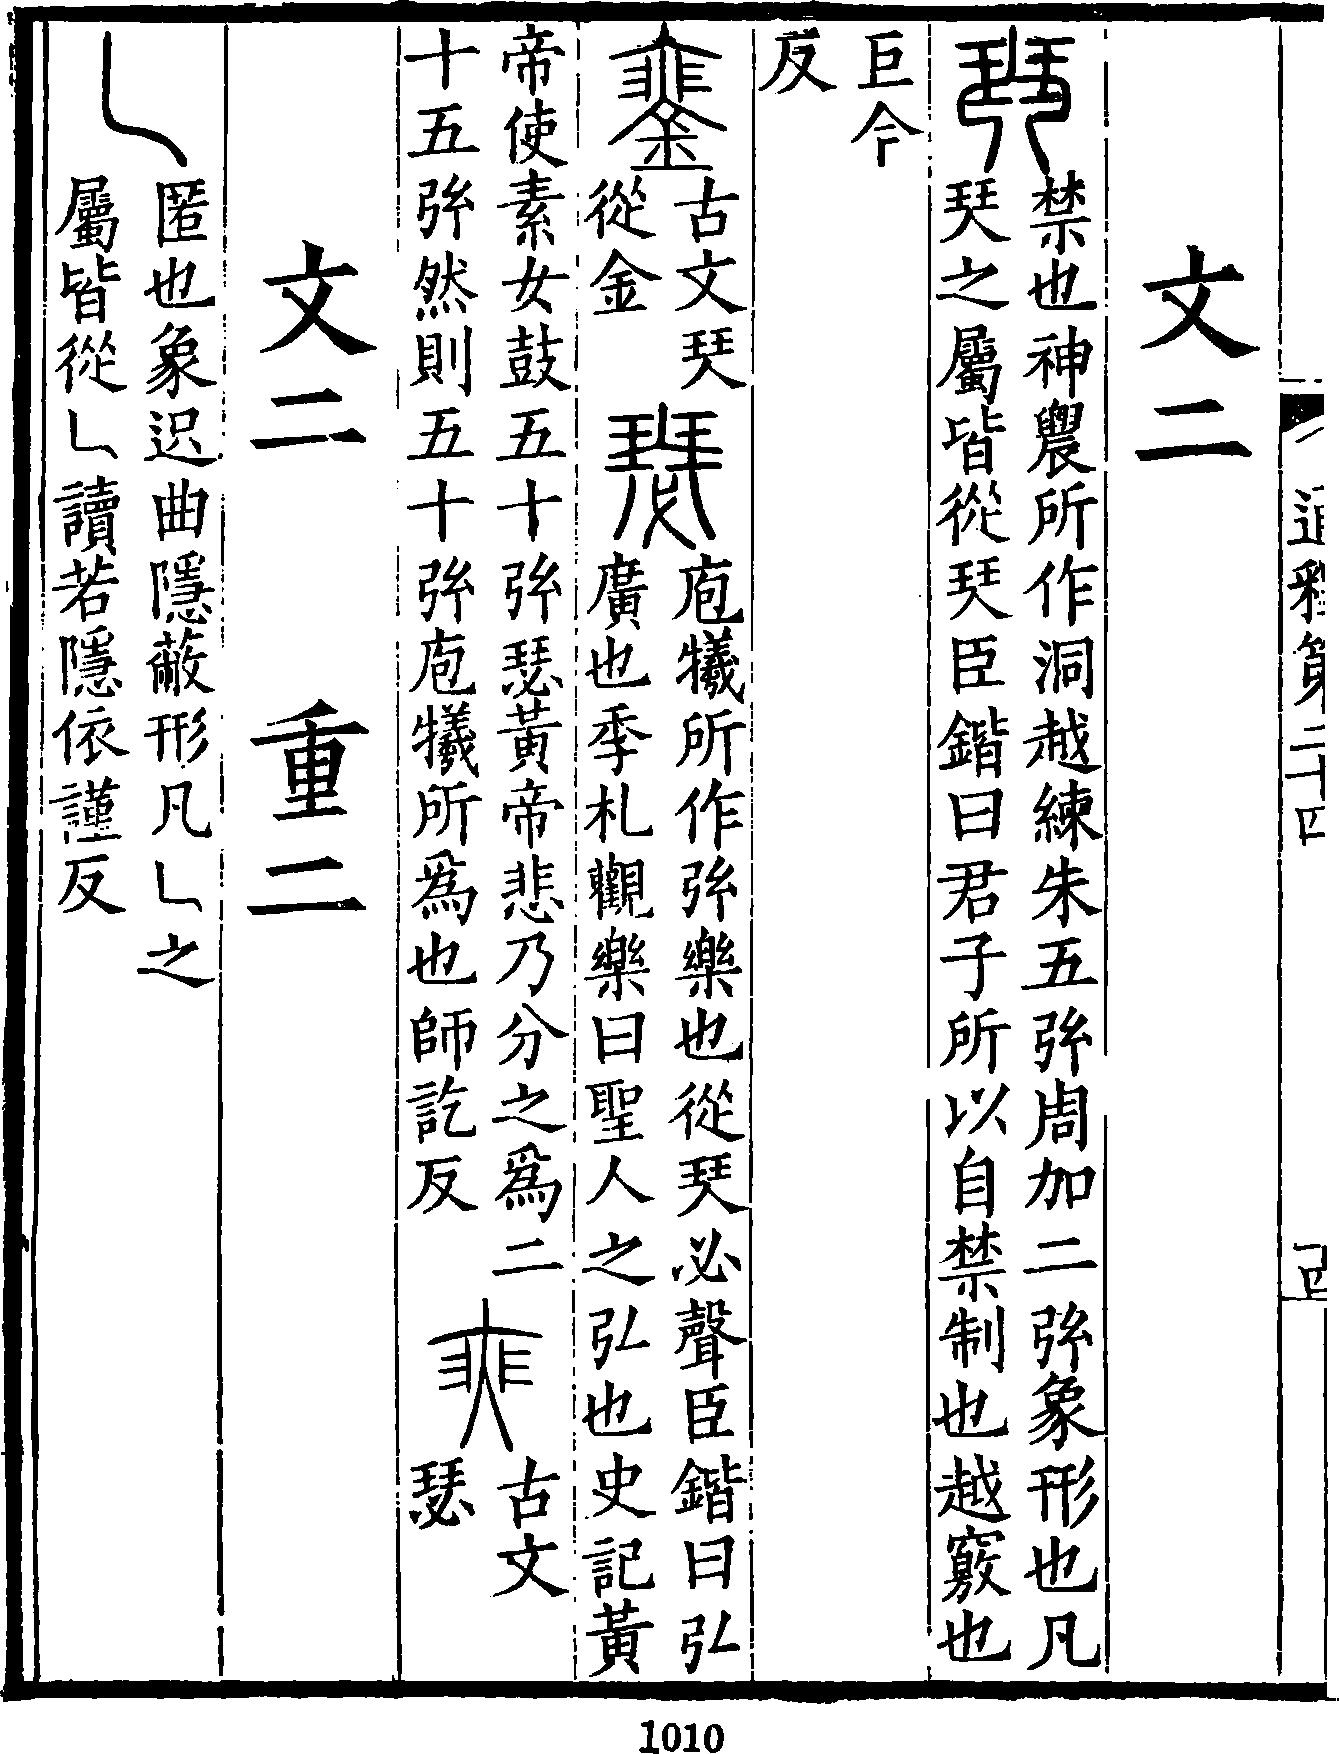 通釋第二十四
文二
珡禁也神農所作洞越練朱五弦周加二弦象形也凡
珡之屬皆從珡臣鍇曰君子所以自禁制也越竅也
巨今
反
古文珡
從金
瑟庖犧所作弦樂也從珡必聲臣鍇曰弘
廣也季札觀樂曰聖人之弘也史記黃
帝使素女鼓五十弦瑟黃帝悲乃分之爲二
十五弦然則五十弦庖犧所爲也師訖反
古文
瑟
文二　重二
乚匿也象迟曲隱蔽形凡乚之
屬皆從乚讀若隱依謹反
1010